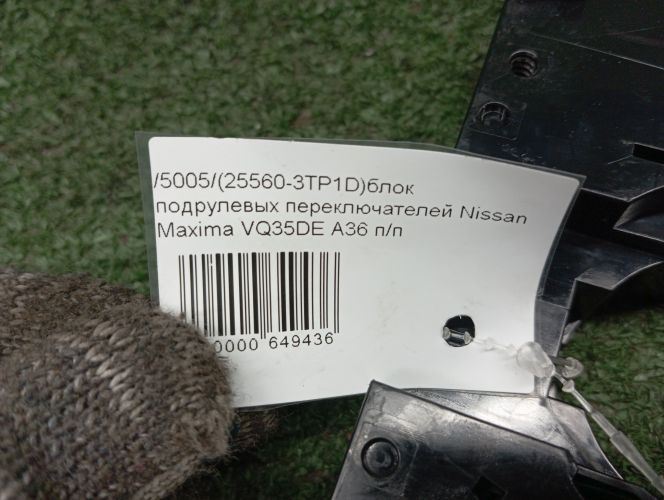 /5005/(25560-3TP1D)блок
подрулевых переключателей Nissan
Maxima VQ35DE A36 п/п
0000 649436